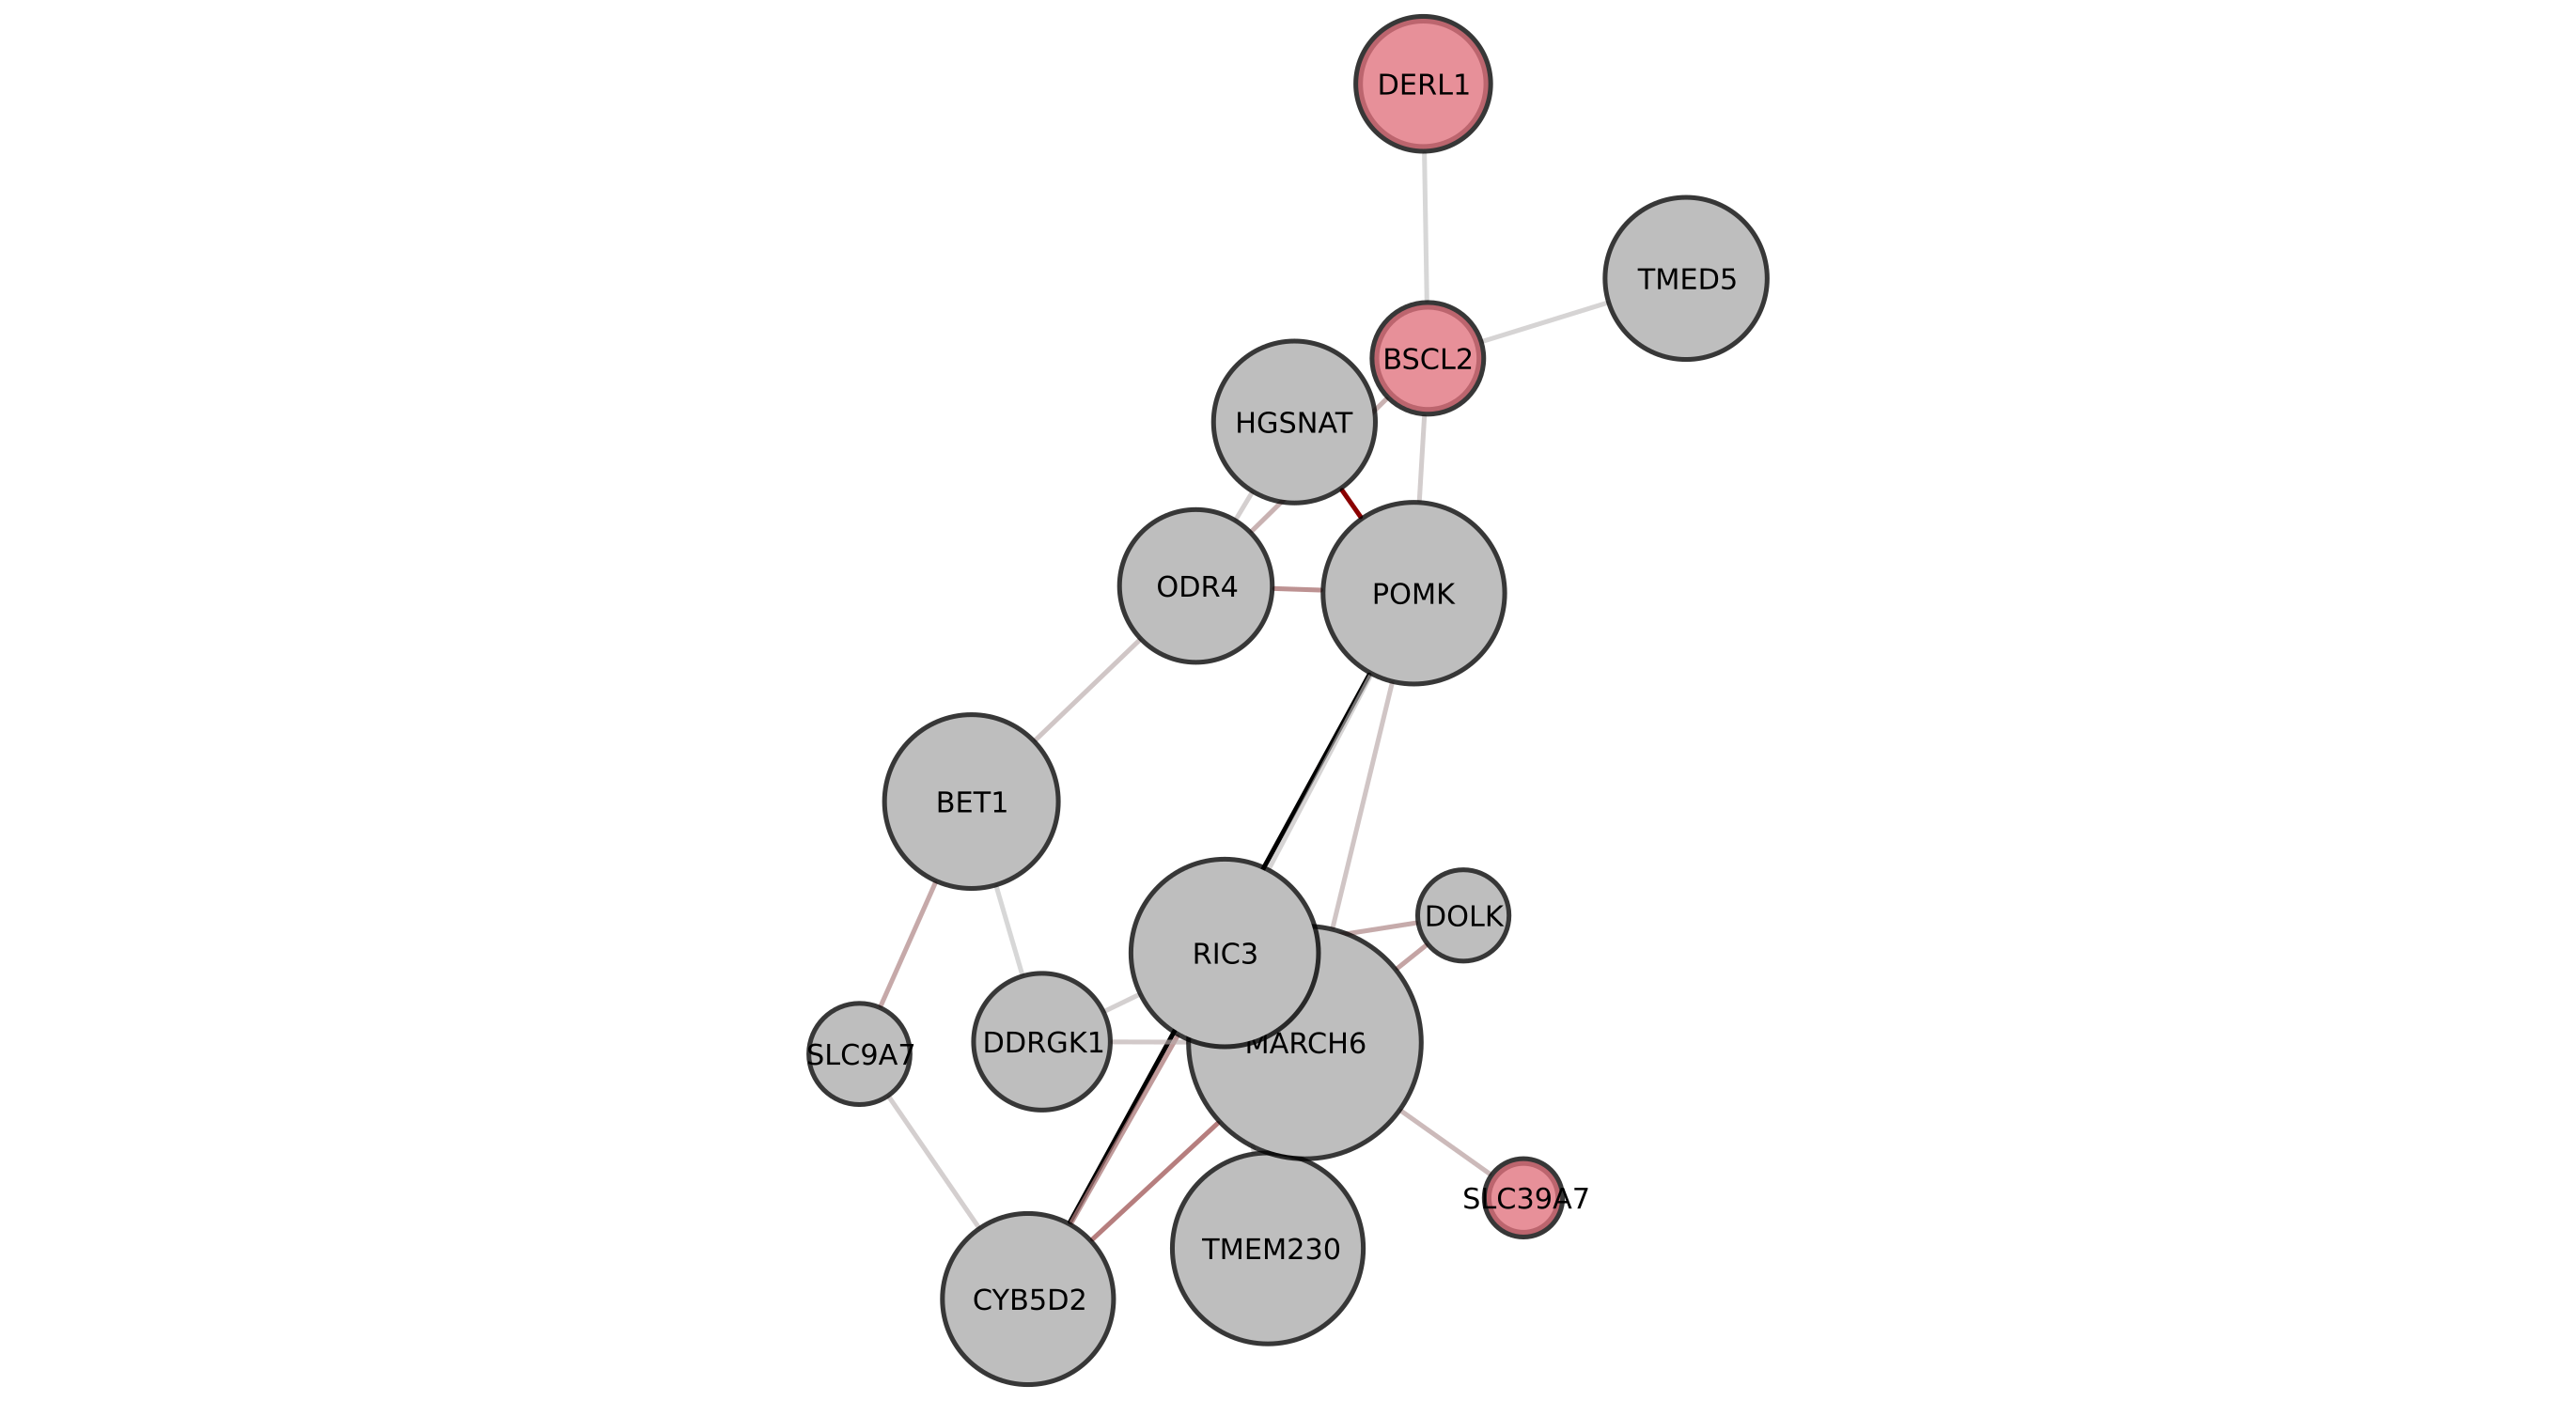 DERL1
TMED5
BSCL2
HGSNAT
ODR4
POMK
BET1
DOLK
RIC3
DDRGK1
MARCH6
SLC9A7
SLC39A7
TMEM230
CYB5D2